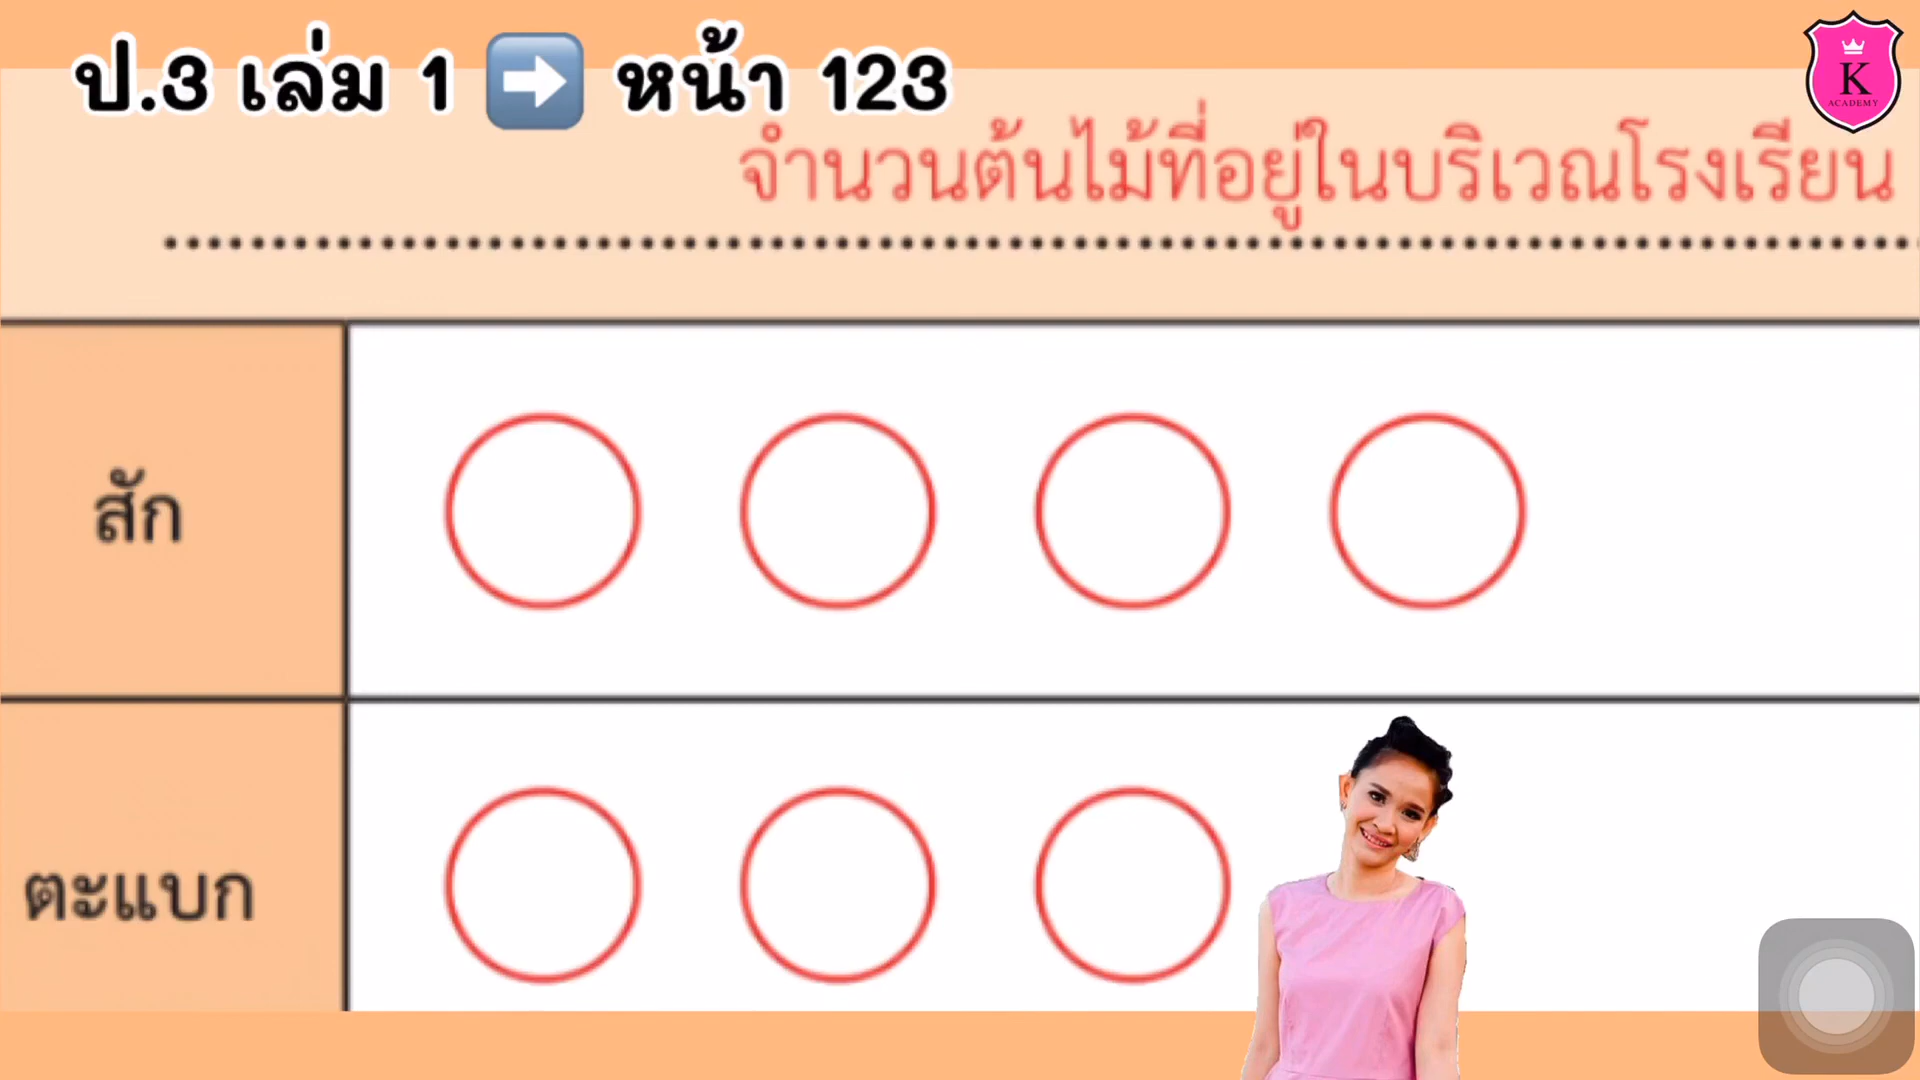 ป.3 เล่ม 1 ➡️ หน้า 123
K
ACADEMY
จำนวนต้นไม้ที่อยู่ในบริเวณโรงเรียน
สัก
ตะแบก